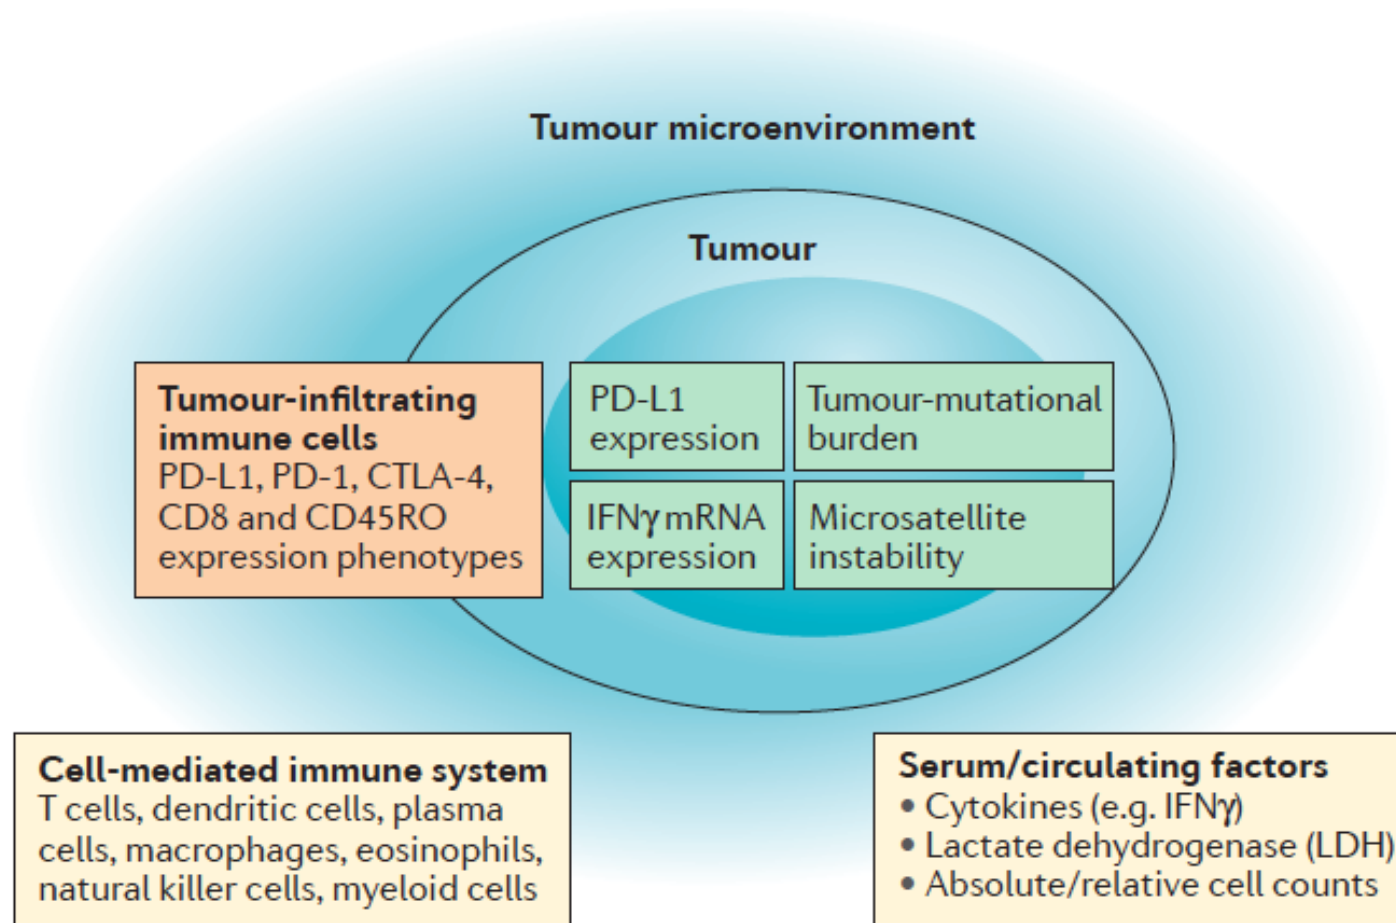 Tumour microenvironment
Tumour
Tumour-infiltrating
immune cells
PD-L1, PD-1, CTLA-4,
CD8 and CD45RO
expression phenotypes
PD-L1
expression
Tumour-mutational
burden
IFNγ mRNA
expression
Microsatellite
instability
Cell-mediated immune system
T cells, dendritic cells, plasma
cells, macrophages, eosinophils,
natural killer cells, myeloid cells
Serum/circulating factors
• Cytokines (e.g. IFNγ)
• Lactate dehydrogenase (LDH)
• Absolute/relative cell counts